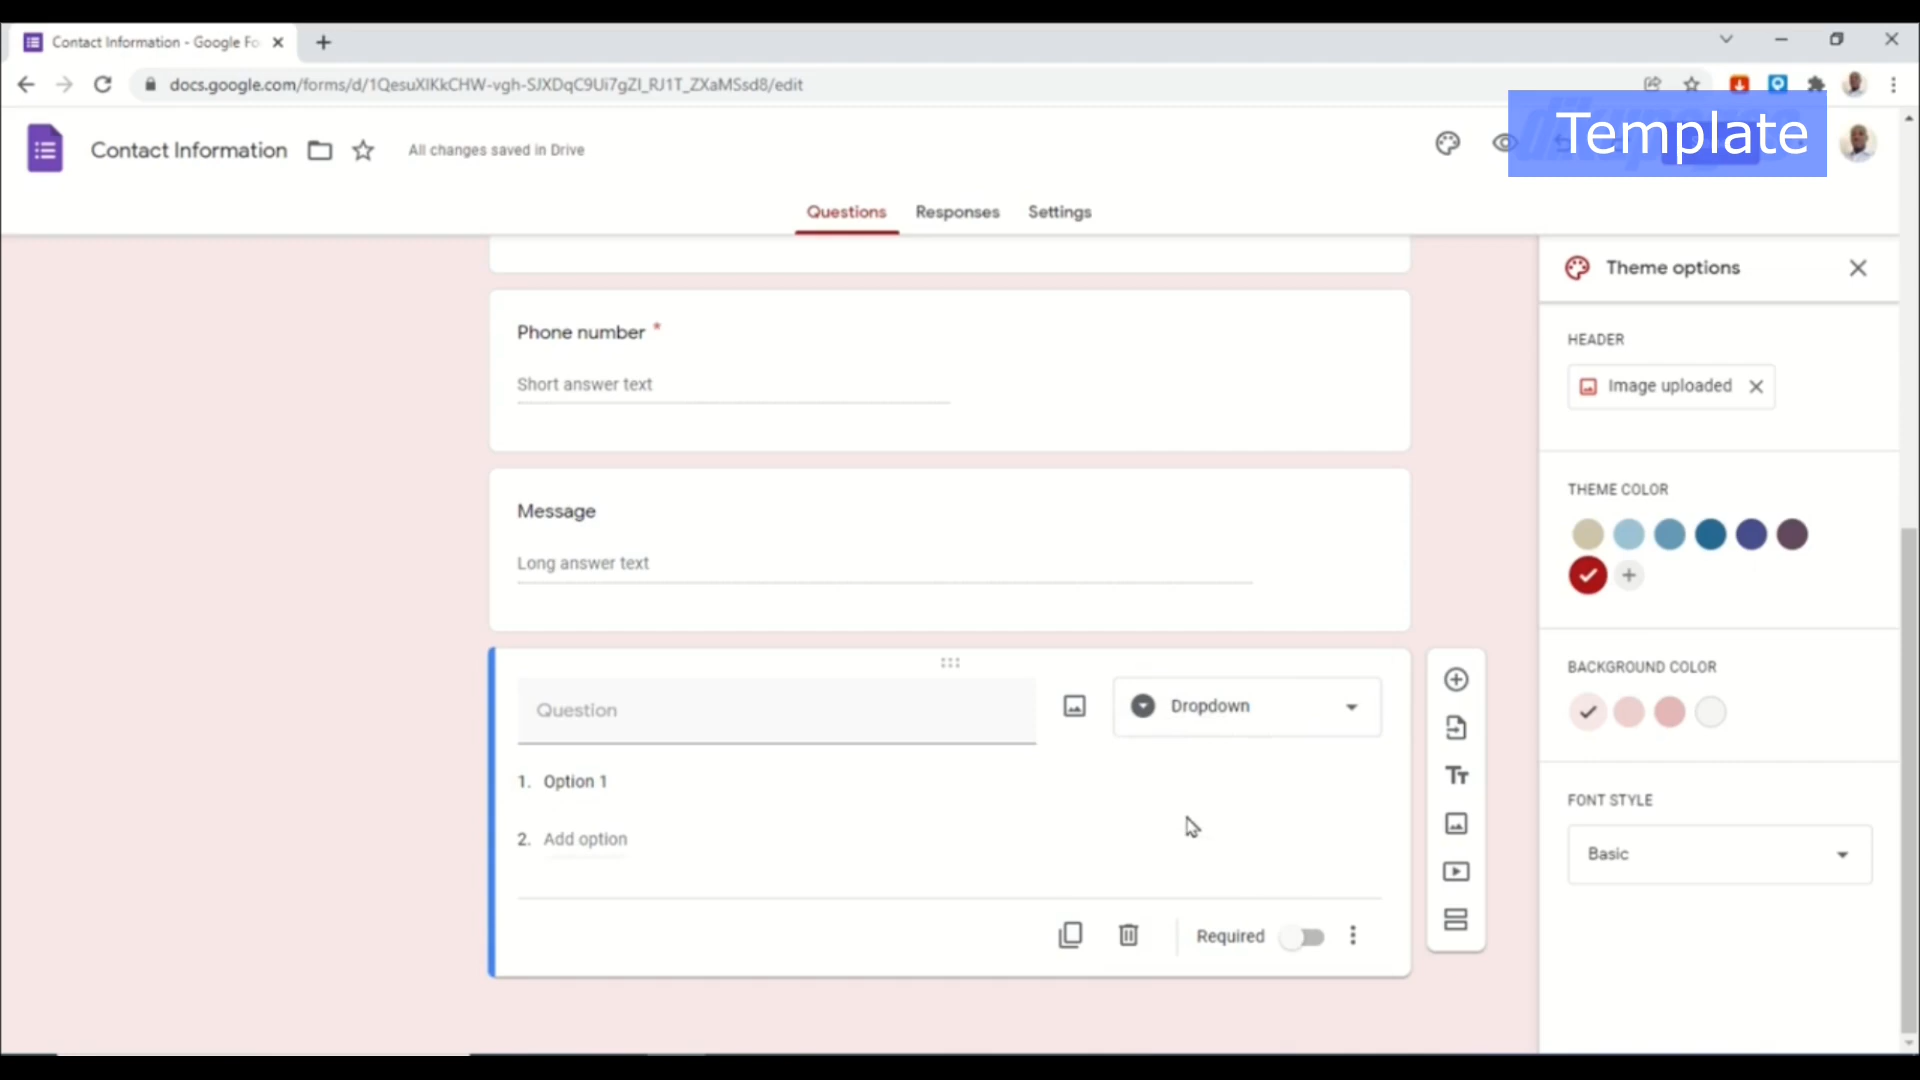 Contact Information - Google Fo
docs.google.com/forms/d/1QesuXIKkCHW-vgh-SJXDqC9Ui7gZI_RJ1T_ZXaMSsd8/edit
Template
Contact Information
All changes saved in Drive
Questions Responses Settings
Theme options
Phone number *
Short answer text
Message
Long answer text
Question
Dropdown
1. Option 1
2. Add option
Required
HEADER
Image uploaded
THEME COLOR
BACKGROUND COLOR
FONT STYLE
Basic